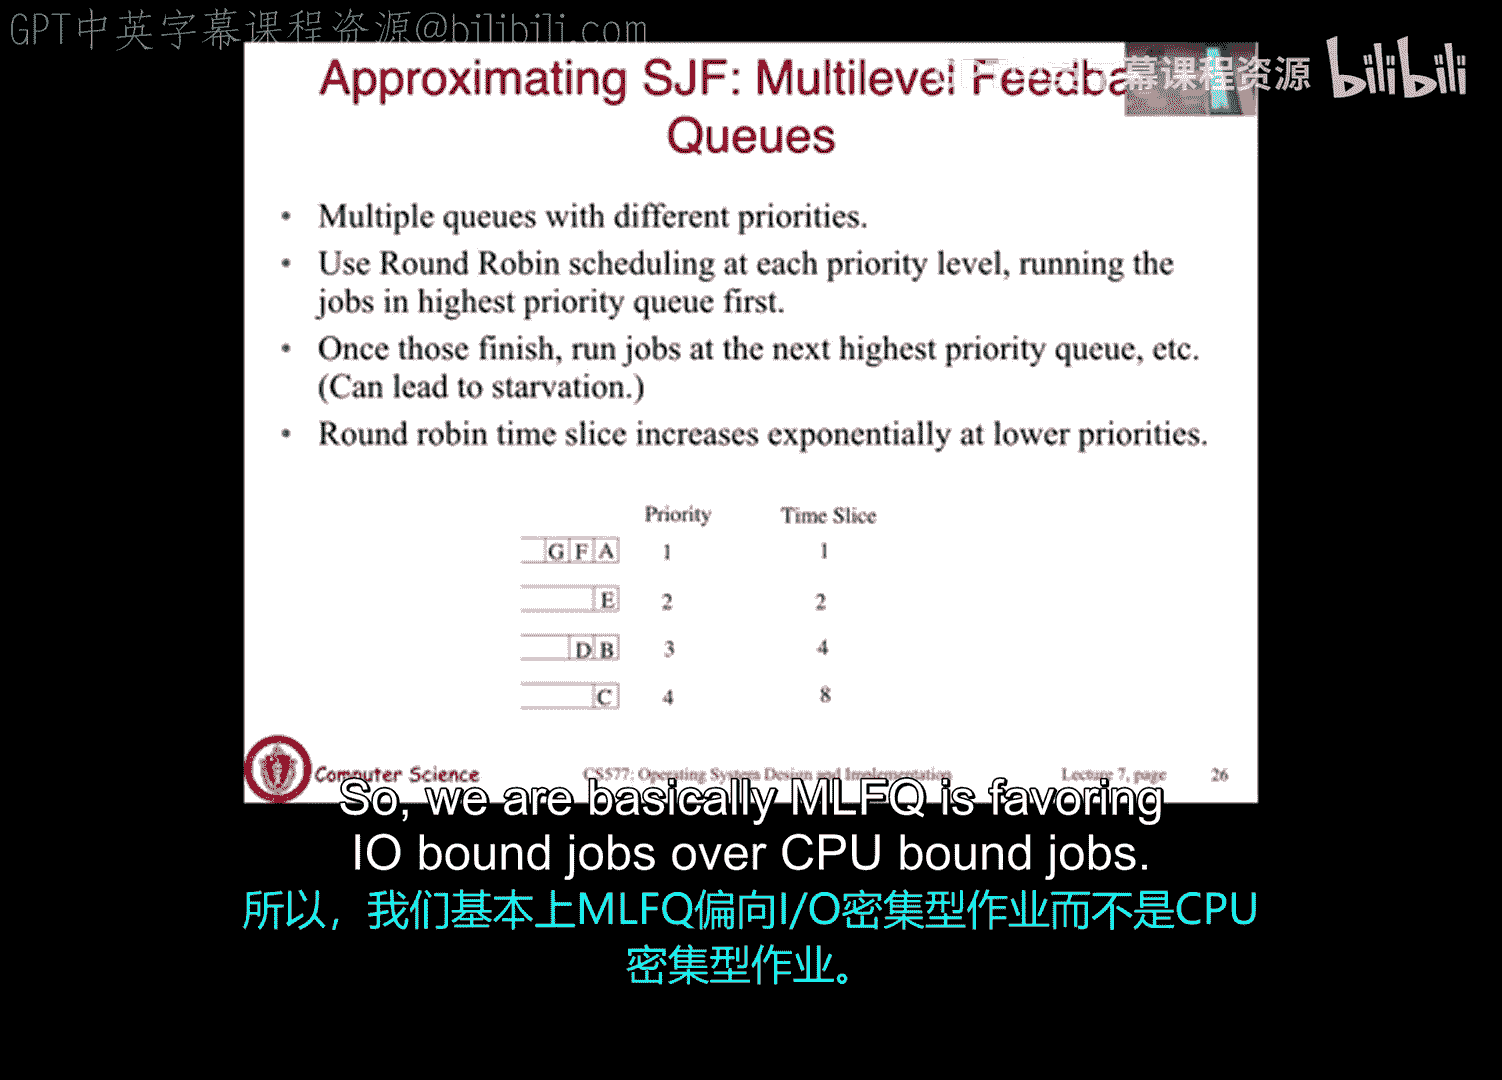 GPT中英字幕课程资源@bilibili.com
幕课程资源 bilibili
Approximating SJF: Multilevel Feedba
Queues
• Multiple queues with different priorities.
• Use Round Robin scheduling at each priority level, running the
jobs in highest priority queue first.
• Once those finish, run jobs at the next highest priority queue, etc.
(Can lead to starvation.)
• Round robin time slice increases exponentially at lower priorities.
Priority Time Slice
G F A 1 1
E 2 2
D B 3 4
C 4 8
Computer Science CS577: Operating System Design and Implementation Lecture 7, page 26
So, we are basically MLFQ is favoring
IO bound jobs over CPU bound jobs.
所以，我们基本上MLFQ偏向I/O密集型作业而不是CPU
密集型作业。